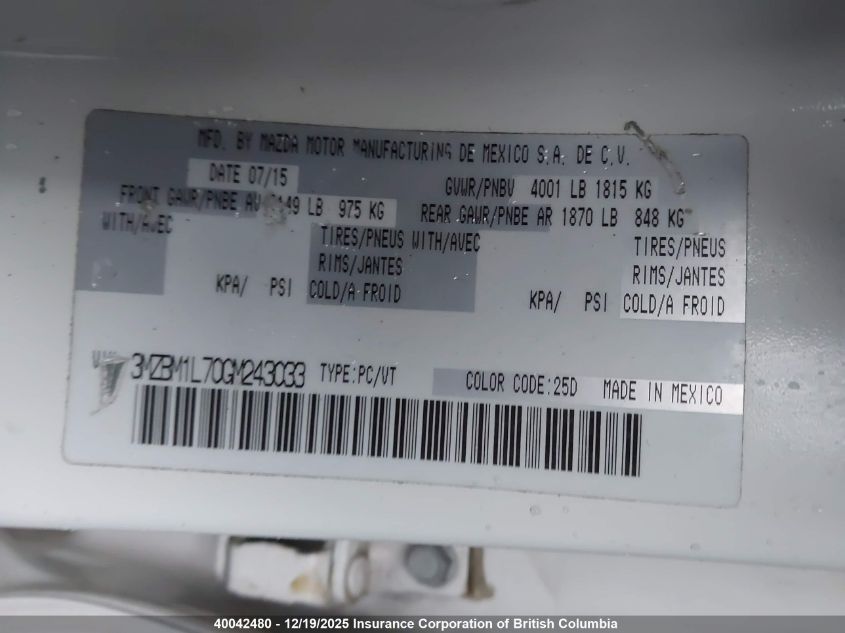 MFD. BY MAZDA MOTOR MANUFACTURING DE MEXICO S.A. DE C.V.
DATE 07/15 GVWR/PNBV 4001 LB 1815 KG
FRONT GAWR/PNBE AV 2149 LB 975 KG REAR GAWR/PNBE AR 1870 LB 848 KG
WITH/AVEC TIRES/PNEUS WITH/AVEC TIRES/PNEUS
RIMS/JANTES RIMS/JANTES
KPA/ PSI COLD/A FROID KPA/ PSI COLD/A FROID
3MZBM1L70GM243033 TYPE:PC/VT COLOR CODE:25D MADE IN MEXICO
40042480 - 12/19/2025 Insurance Corporation of British Columbia